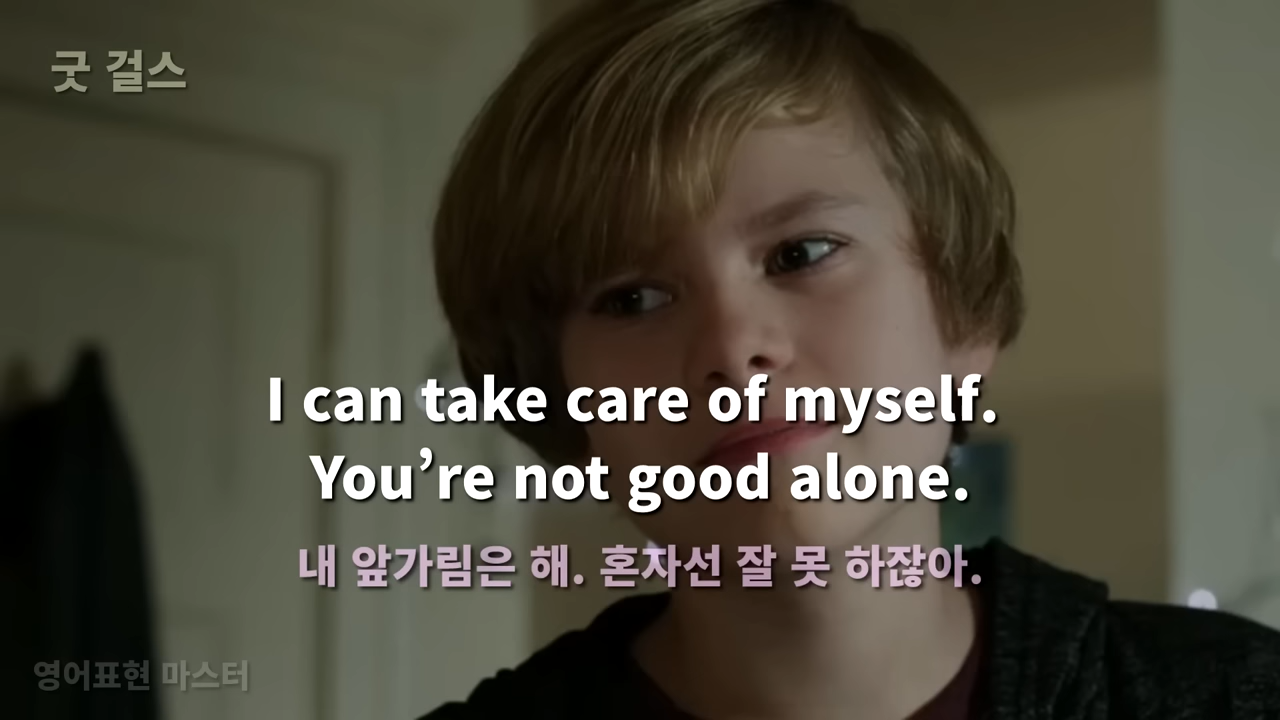 굿 걸스
I can take care of myself.
You’re not good alone.
내 앞가림은 해. 혼자선 잘 못 하잖아.
영어표현 마스터